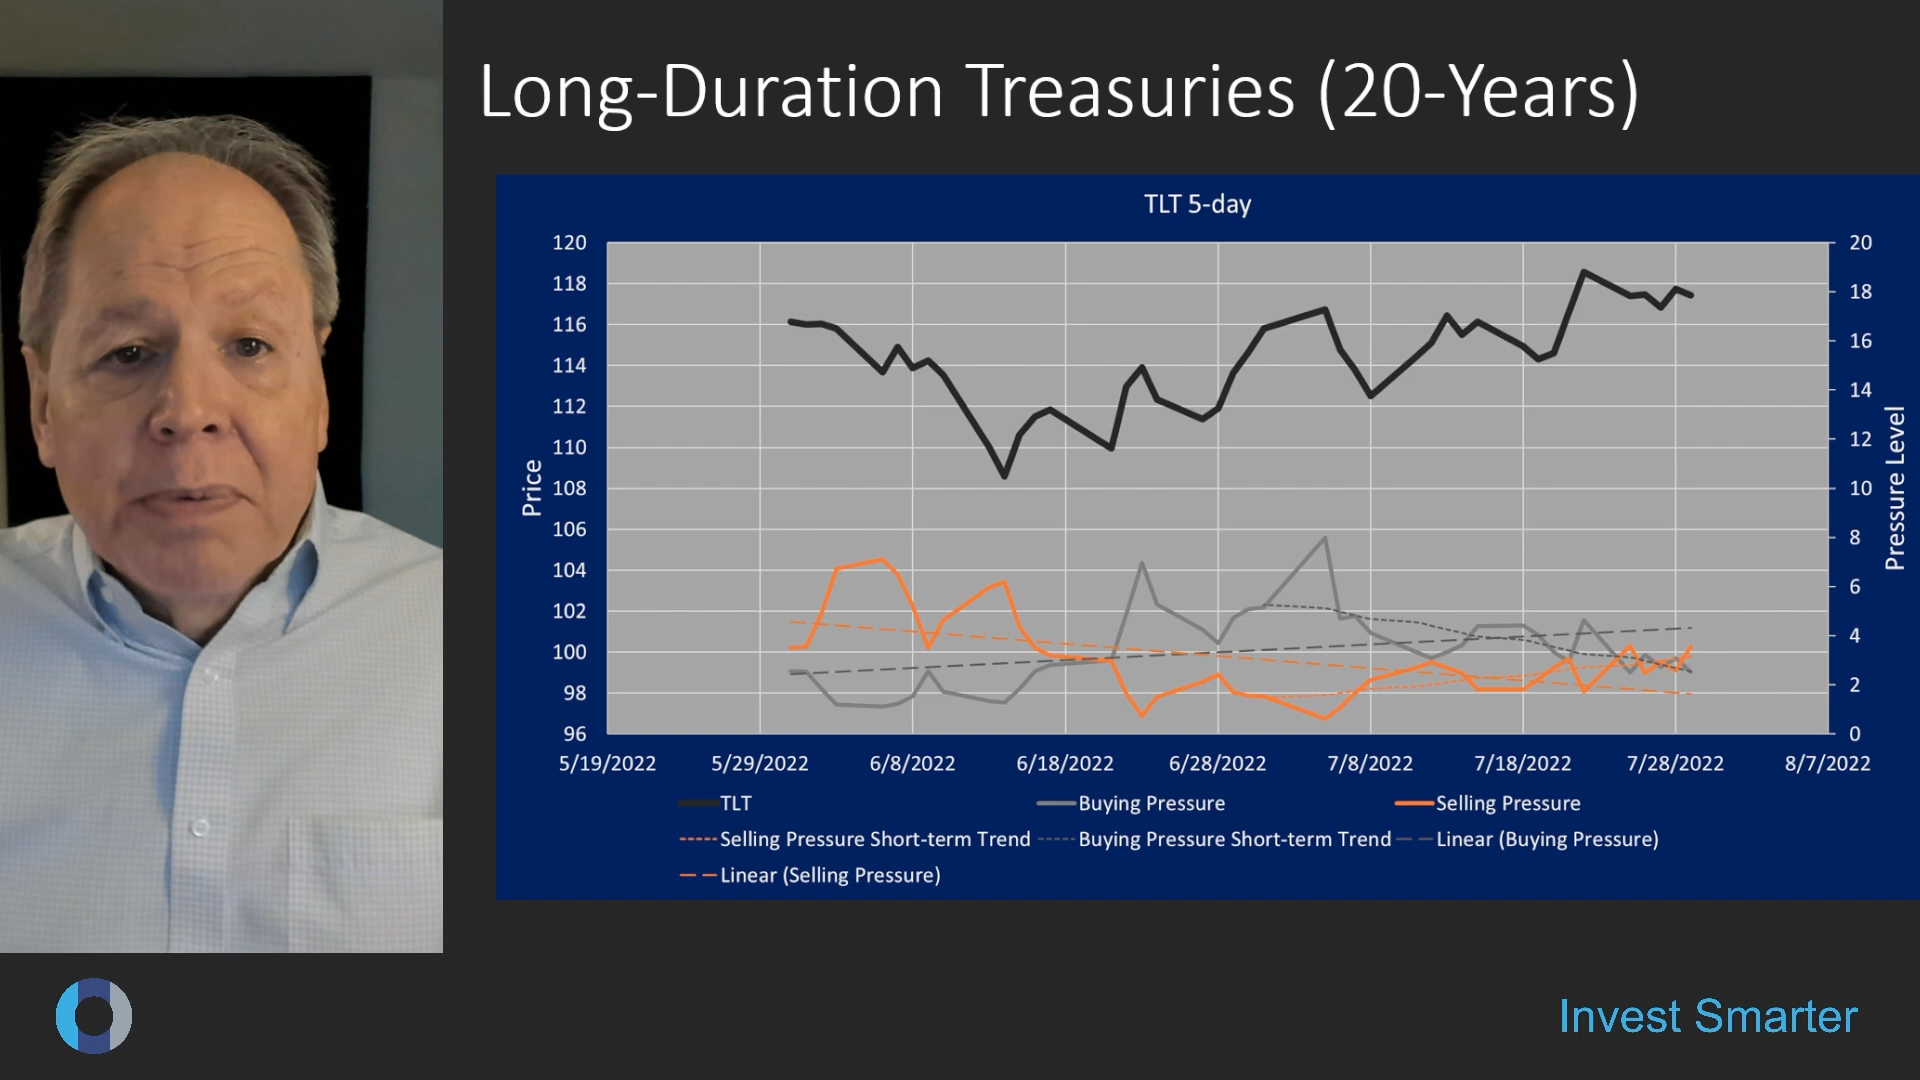 Long-Duration Treasuries (20-Years)
TLT 5-day
120 20
118 18
116 16
114 14
112 12
110 10
108 8
106 6
104 4
102 2
100 0
98
96
Price
Pressure Level
5/19/2022 5/29/2022 6/8/2022 6/18/2022 6/28/2022 7/8/2022 7/18/2022 7/28/2022 8/7/2022
TLT Buying Pressure Selling Pressure
Selling Pressure Short-term Trend Buying Pressure Short-term Trend Linear (Buying Pressure)
Linear (Selling Pressure)
Invest Smarter